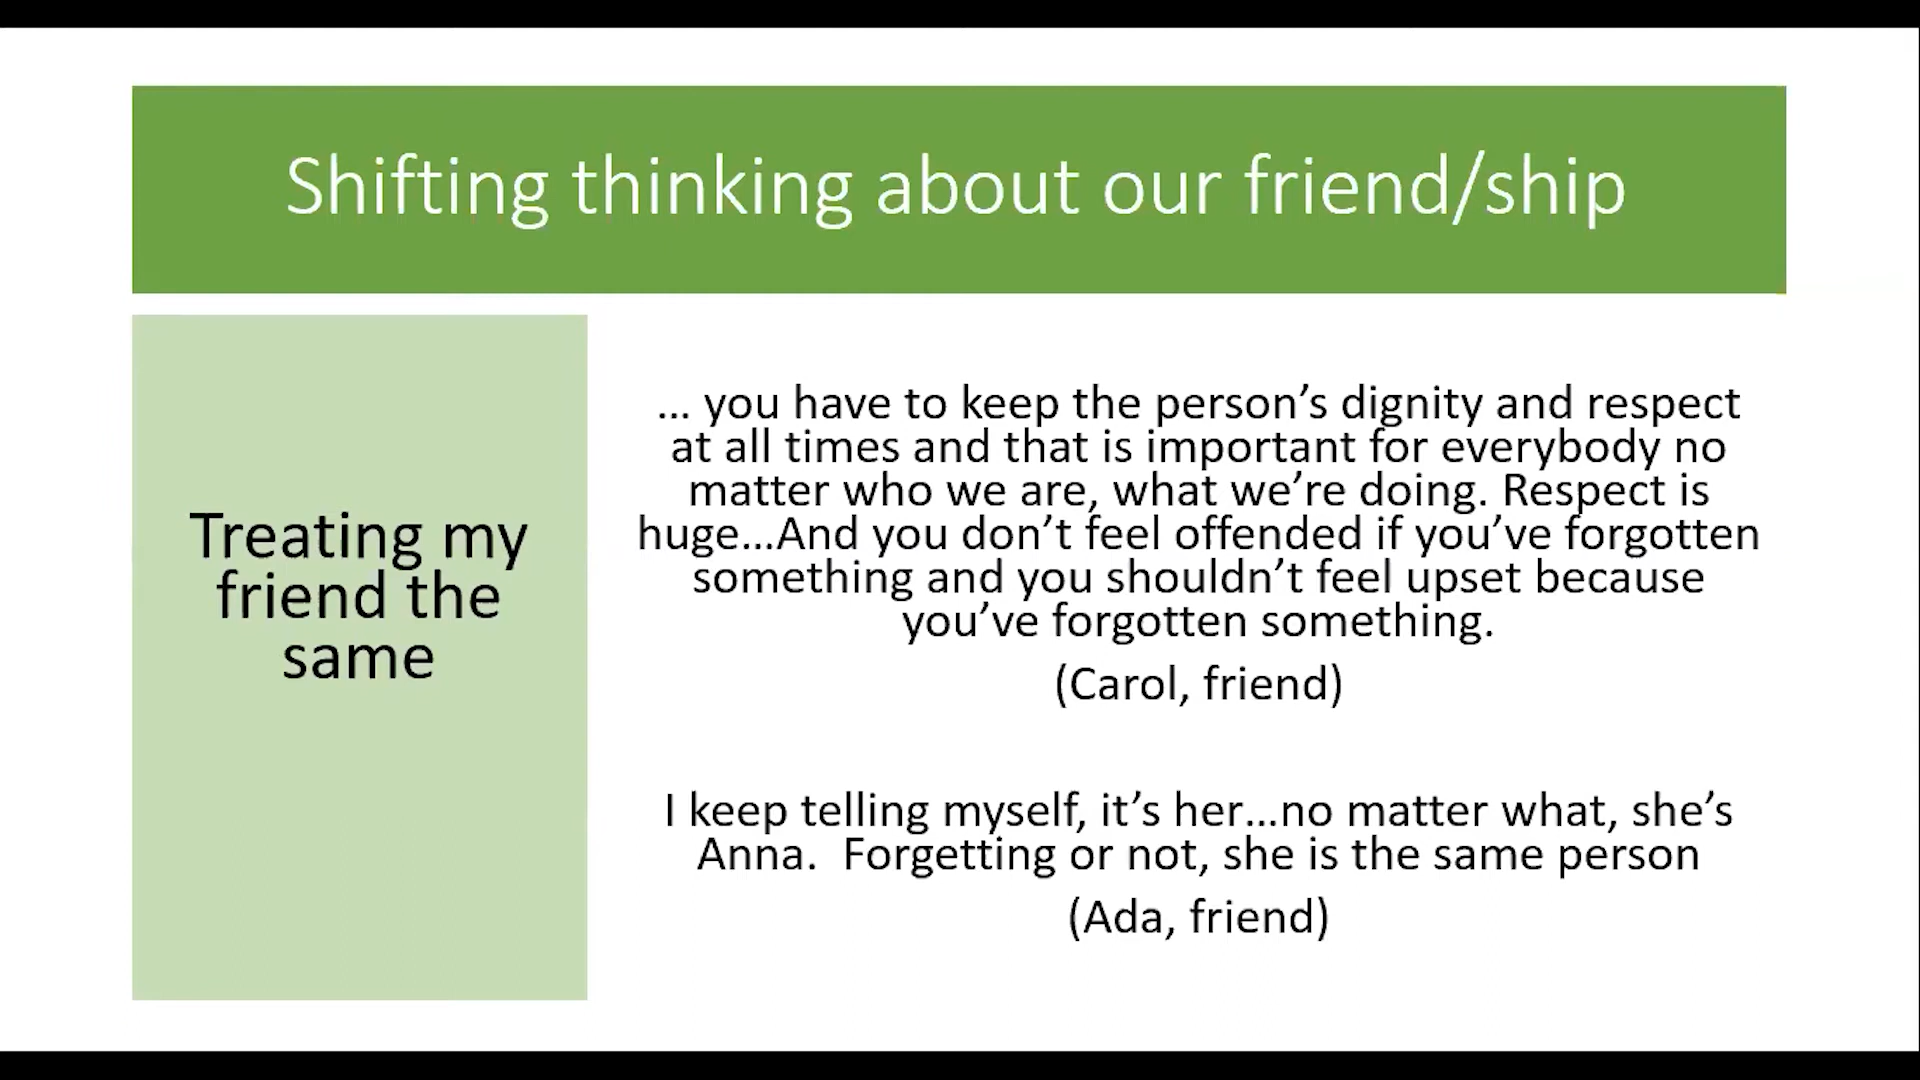 Shifting thinking about our friend/ship
Treating my
friend the
same
... you have to keep the person’s dignity and respect
at all times and that is important for everybody no
matter who we are, what we’re doing. Respect is
huge...And you don’t feel offended if you’ve forgotten
something and you shouldn’t feel upset because
you’ve forgotten something.
(Carol, friend)
I keep telling myself, it’s her...no matter what, she’s
Anna.  Forgetting or not, she is the same person
(Ada, friend)